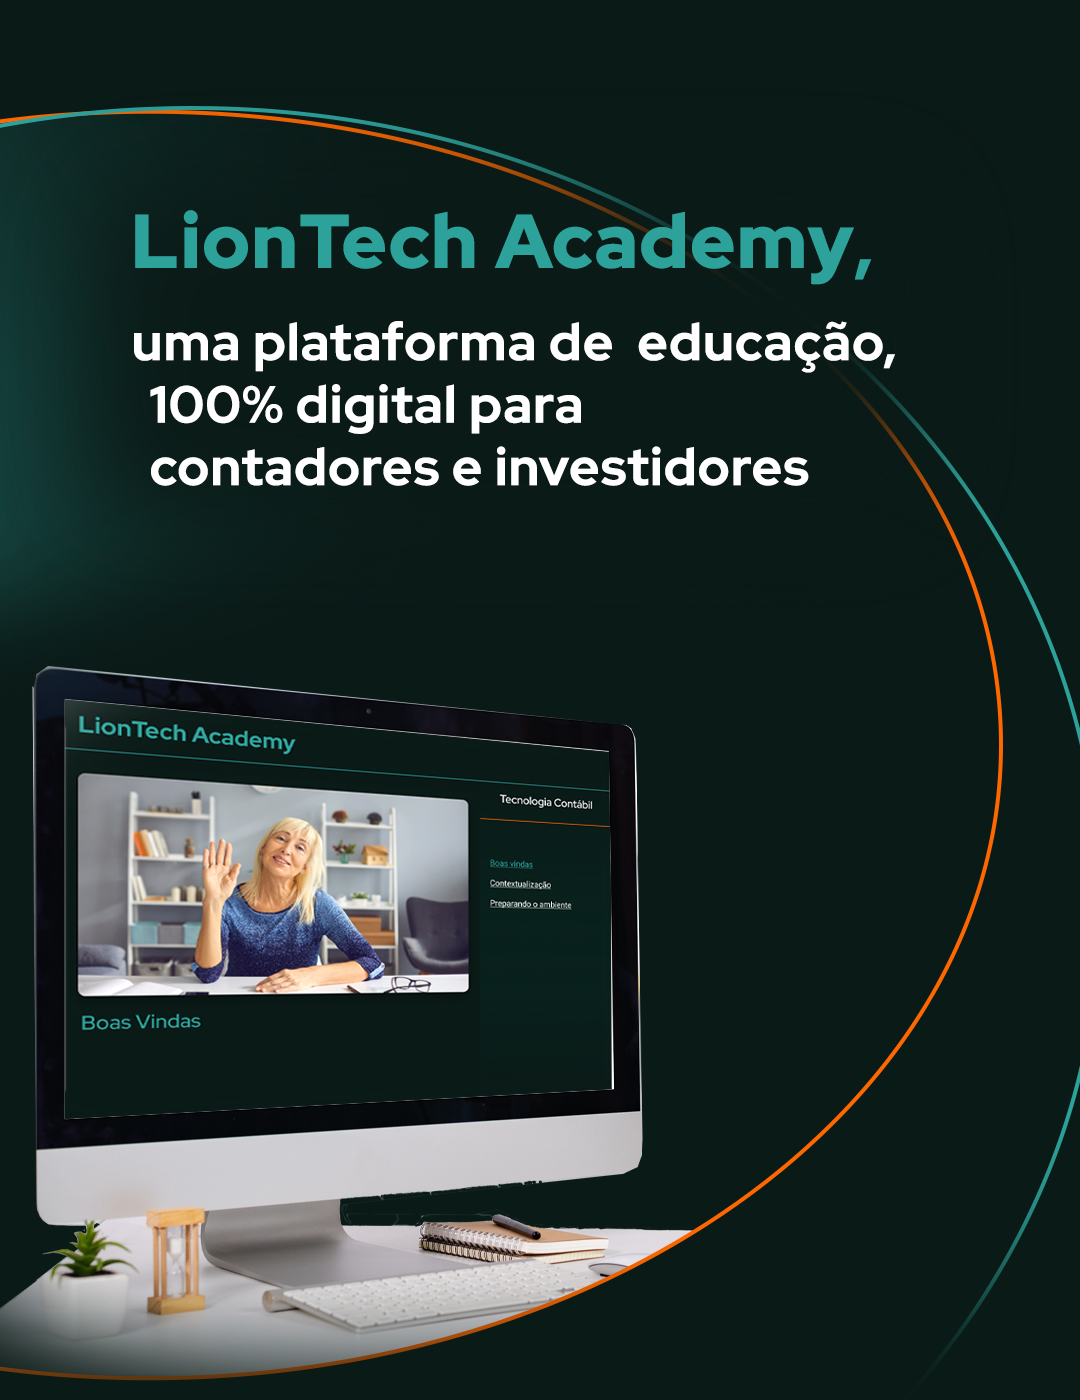 LionTech Academy,
uma plataforma de educação,
100% digital para
contadores e investidores
LionTech Academy
Tecnologia Contábil
Boas vindas
Contextualização
Preparando o ambiente
Boas Vindas